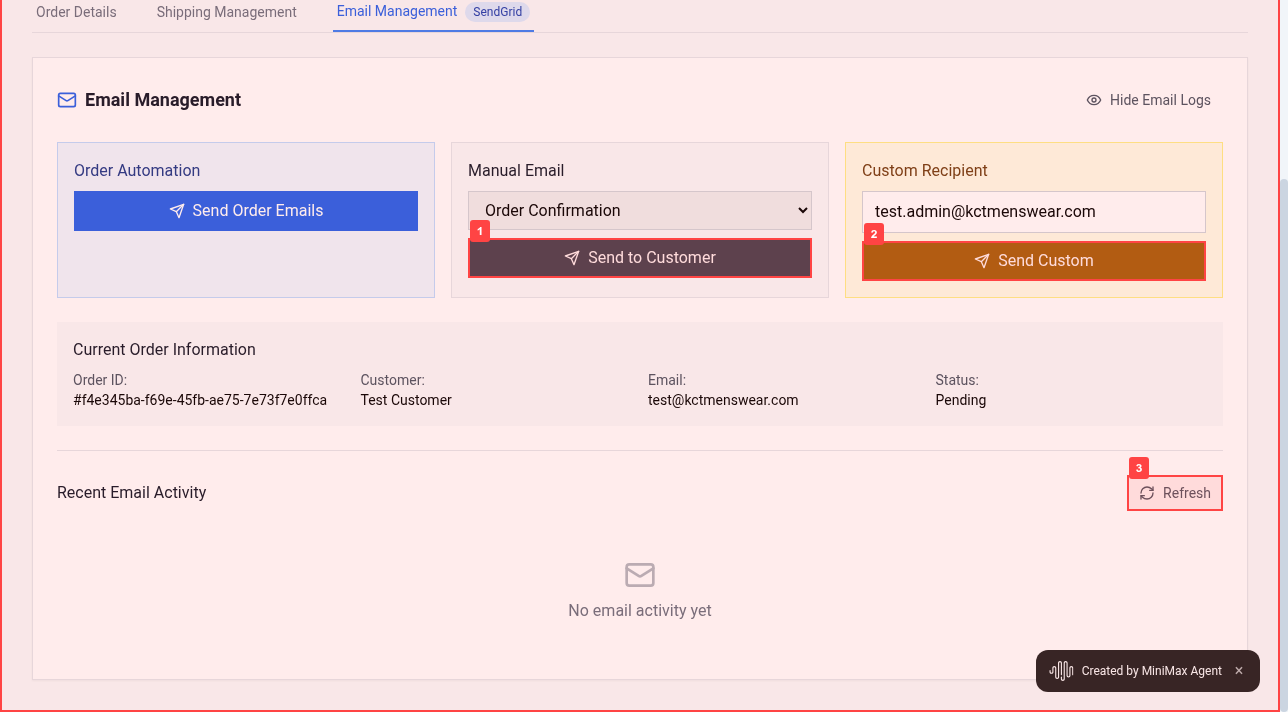 Order Details
Shipping Management
Email Management SendGrid
Email Management
Hide Email Logs
Order Automation
Send Order Emails
Manual Email
Order Confirmation
1
Send to Customer
Custom Recipient
test.admin@kctmenswear.com
2
Send Custom
Current Order Information
Order ID:
#f4e345ba-f69e-45fb-ae75-7e73f7e0ffca
Customer:
Test Customer
Email:
test@kctmenswear.com
Status:
Pending
Recent Email Activity
3
Refresh
No email activity yet
Created by MiniMax Agent ×